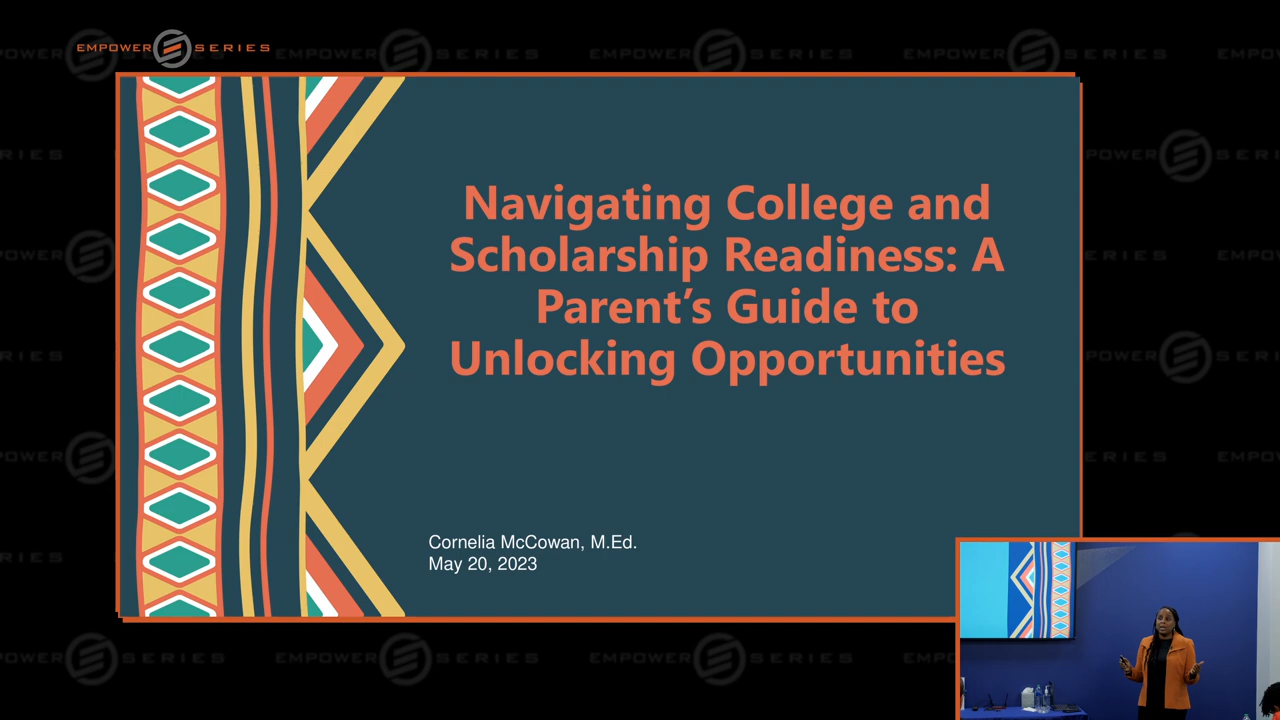 EMPOWER SERIES
Navigating College and
Scholarship Readiness: A
Parent's Guide to
Unlocking Opportunities
Cornelia McCowan, M.Ed.
May 20, 2023